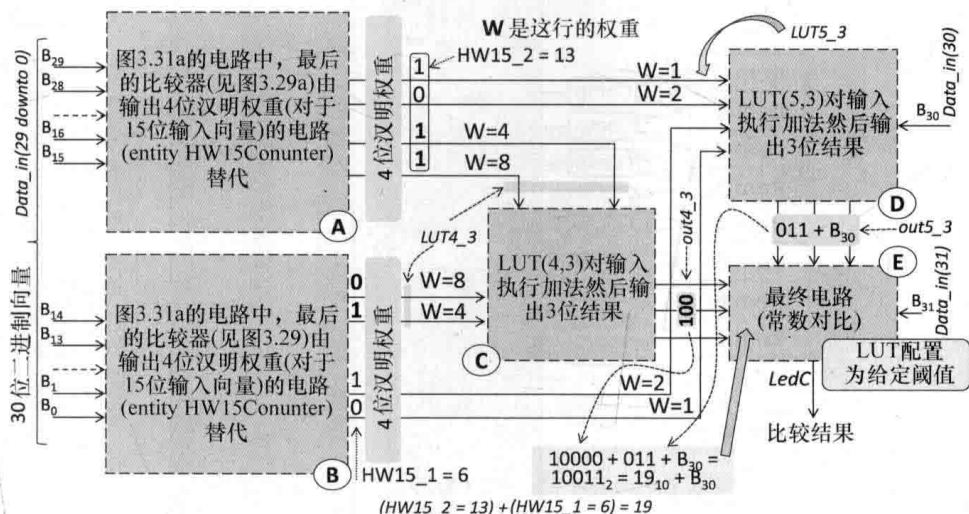 Data_in(29 downto 0)
30位二进制向量
B29
B28
B16
B15
图3.31a的电路中，最后
的比较器(见图3.29a)由
输出4位汉明权重(对于
15位输入向量)的电路
(entity HW15Conunter)
替代
A
4位汉明权重
1
0
1
1
HW15_2 = 13
W 是这行的权重
W=1
W=2
W=4
W=8
LUT5_3
LUT(5,3)对输入
执行加法然后输
出3位结果
D
B30
Data_in(30)
011 + B30
out5_3
B14
B13
B1
B0
图3.31a的电路中，最后
的比较器(见图3.29)由
输出4位汉明权重(对于
15位输入向量)的电路
(entity HW15Conunter)
替代
B
0
1
1
0
4位汉明权重
HW15_1 = 6
LUT4_3
W=8
W=4
W=2
W=1
LUT(4,3)对输入
执行加法然后输
出3位结果
C
out4_3
100
E
最终电路
(常数对比)
B31
Data_in(31)
LUT配置
为给定阈值
LedC
比较结果
10000 + 011 + B30 =
10011₂ = 19₁₀ + B30
(HW15_2 = 13) + (HW15_1 = 6) = 19